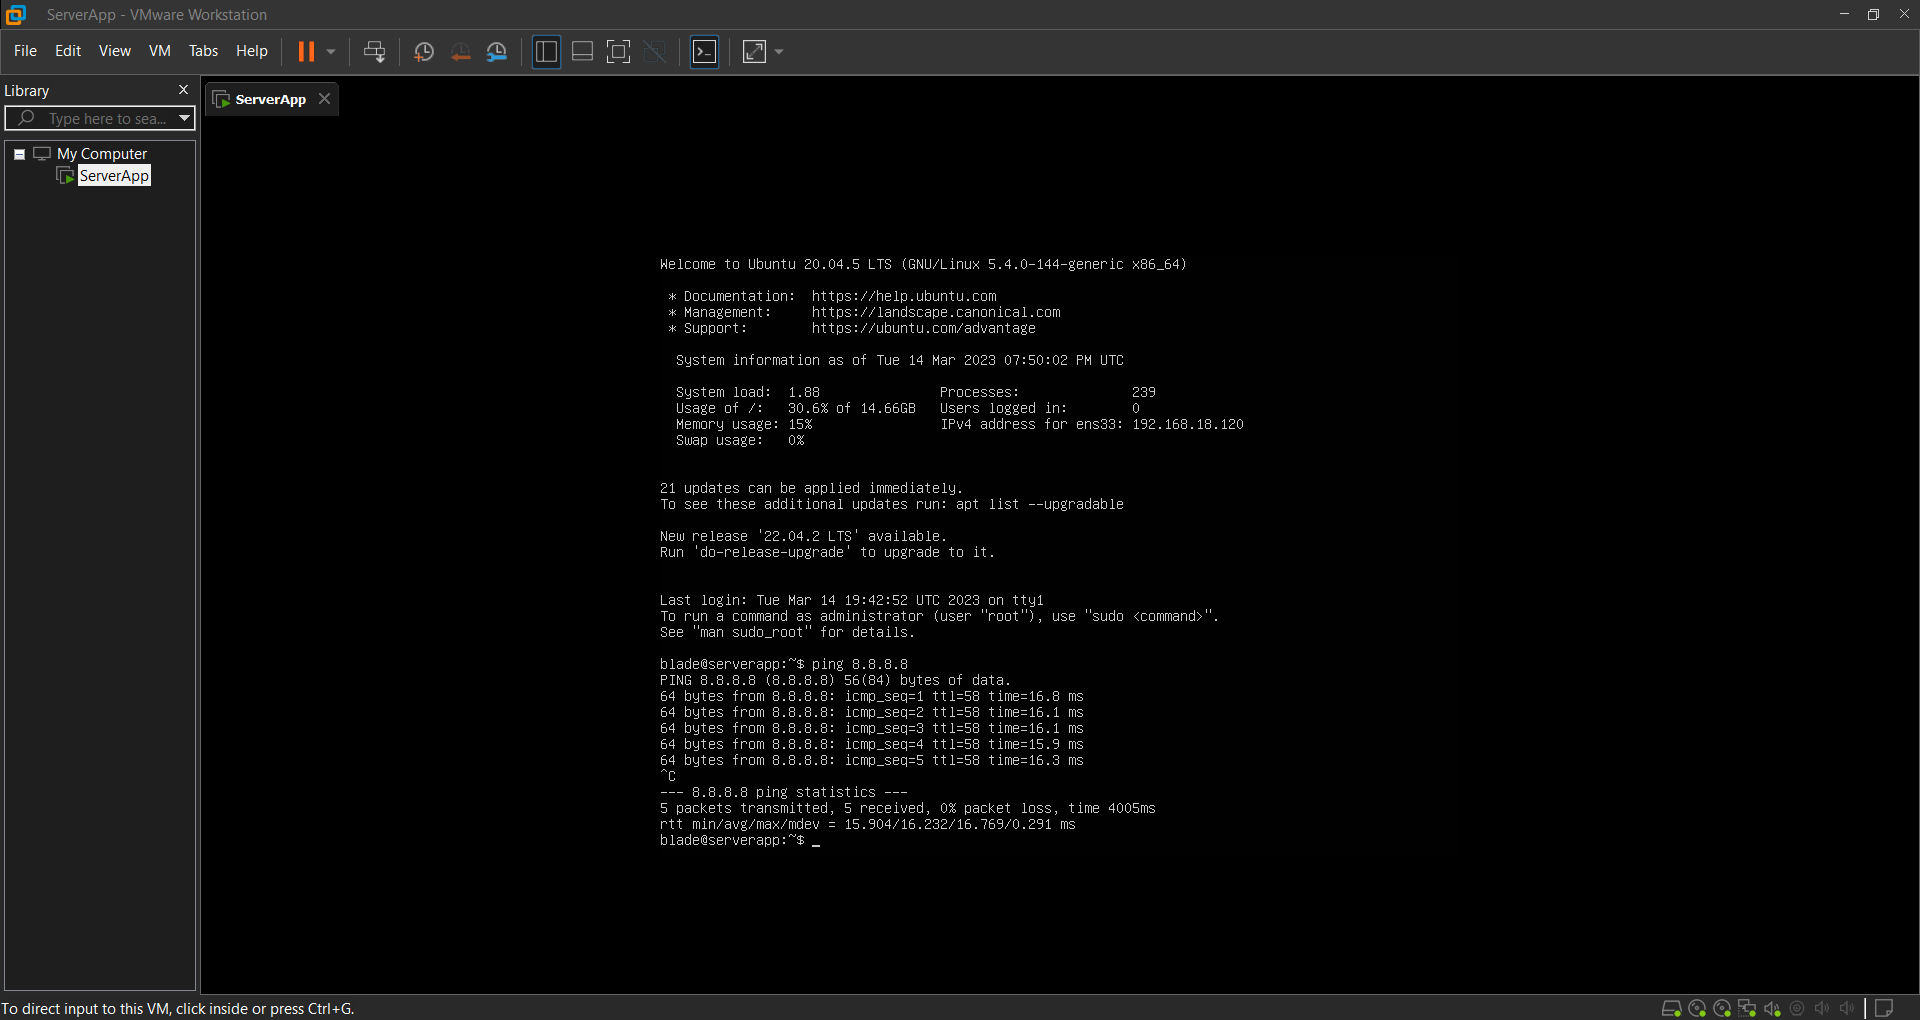 ServerApp - VMware Workstation
File Edit View VM Tabs Help
Library
Type here to sea...
My Computer
ServerApp
ServerApp
Welcome to Ubuntu 20.04.5 LTS (GNU/Linux 5.4.0-144-generic x86_64)
* Documentation: https://help.ubuntu.com
* Management: https://landscape.canonical.com
* Support: https://ubuntu.com/advantage
System information as of Tue 14 Mar 2023 07:50:02 PM UTC
System load: 1.88 Processes: 239
Usage of /: 30.6% of 14.66GB Users logged in: 0
Memory usage: 15% IPv4 address for ens33: 192.168.18.120
Swap usage: 0%
21 updates can be applied immediately.
To see these additional updates run: apt list --upgradable
New release '22.04.2 LTS' available.
Run 'do-release-upgrade' to upgrade to it.
Last login: Tue Mar 14 19:42:52 UTC 2023 on tty1
To run a command as administrator (user "root"), use "sudo <command>".
See "man sudo_root" for details.
blade@serverapp:~$ ping 8.8.8.8
PING 8.8.8.8 (8.8.8.8) 56(84) bytes of data.
64 bytes from 8.8.8.8: icmp_seq=1 ttl=58 time=16.8 ms
64 bytes from 8.8.8.8: icmp_seq=2 ttl=58 time=16.1 ms
64 bytes from 8.8.8.8: icmp_seq=3 ttl=58 time=16.1 ms
64 bytes from 8.8.8.8: icmp_seq=4 ttl=58 time=15.9 ms
64 bytes from 8.8.8.8: icmp_seq=5 ttl=58 time=16.3 ms
^C
--- 8.8.8.8 ping statistics ---
5 packets transmitted, 5 received, 0% packet loss, time 4005ms
rtt min/avg/max/mdev = 15.904/16.232/16.769/0.291 ms
blade@serverapp:~$ _
To direct input to this VM, click inside or press Ctrl+G.